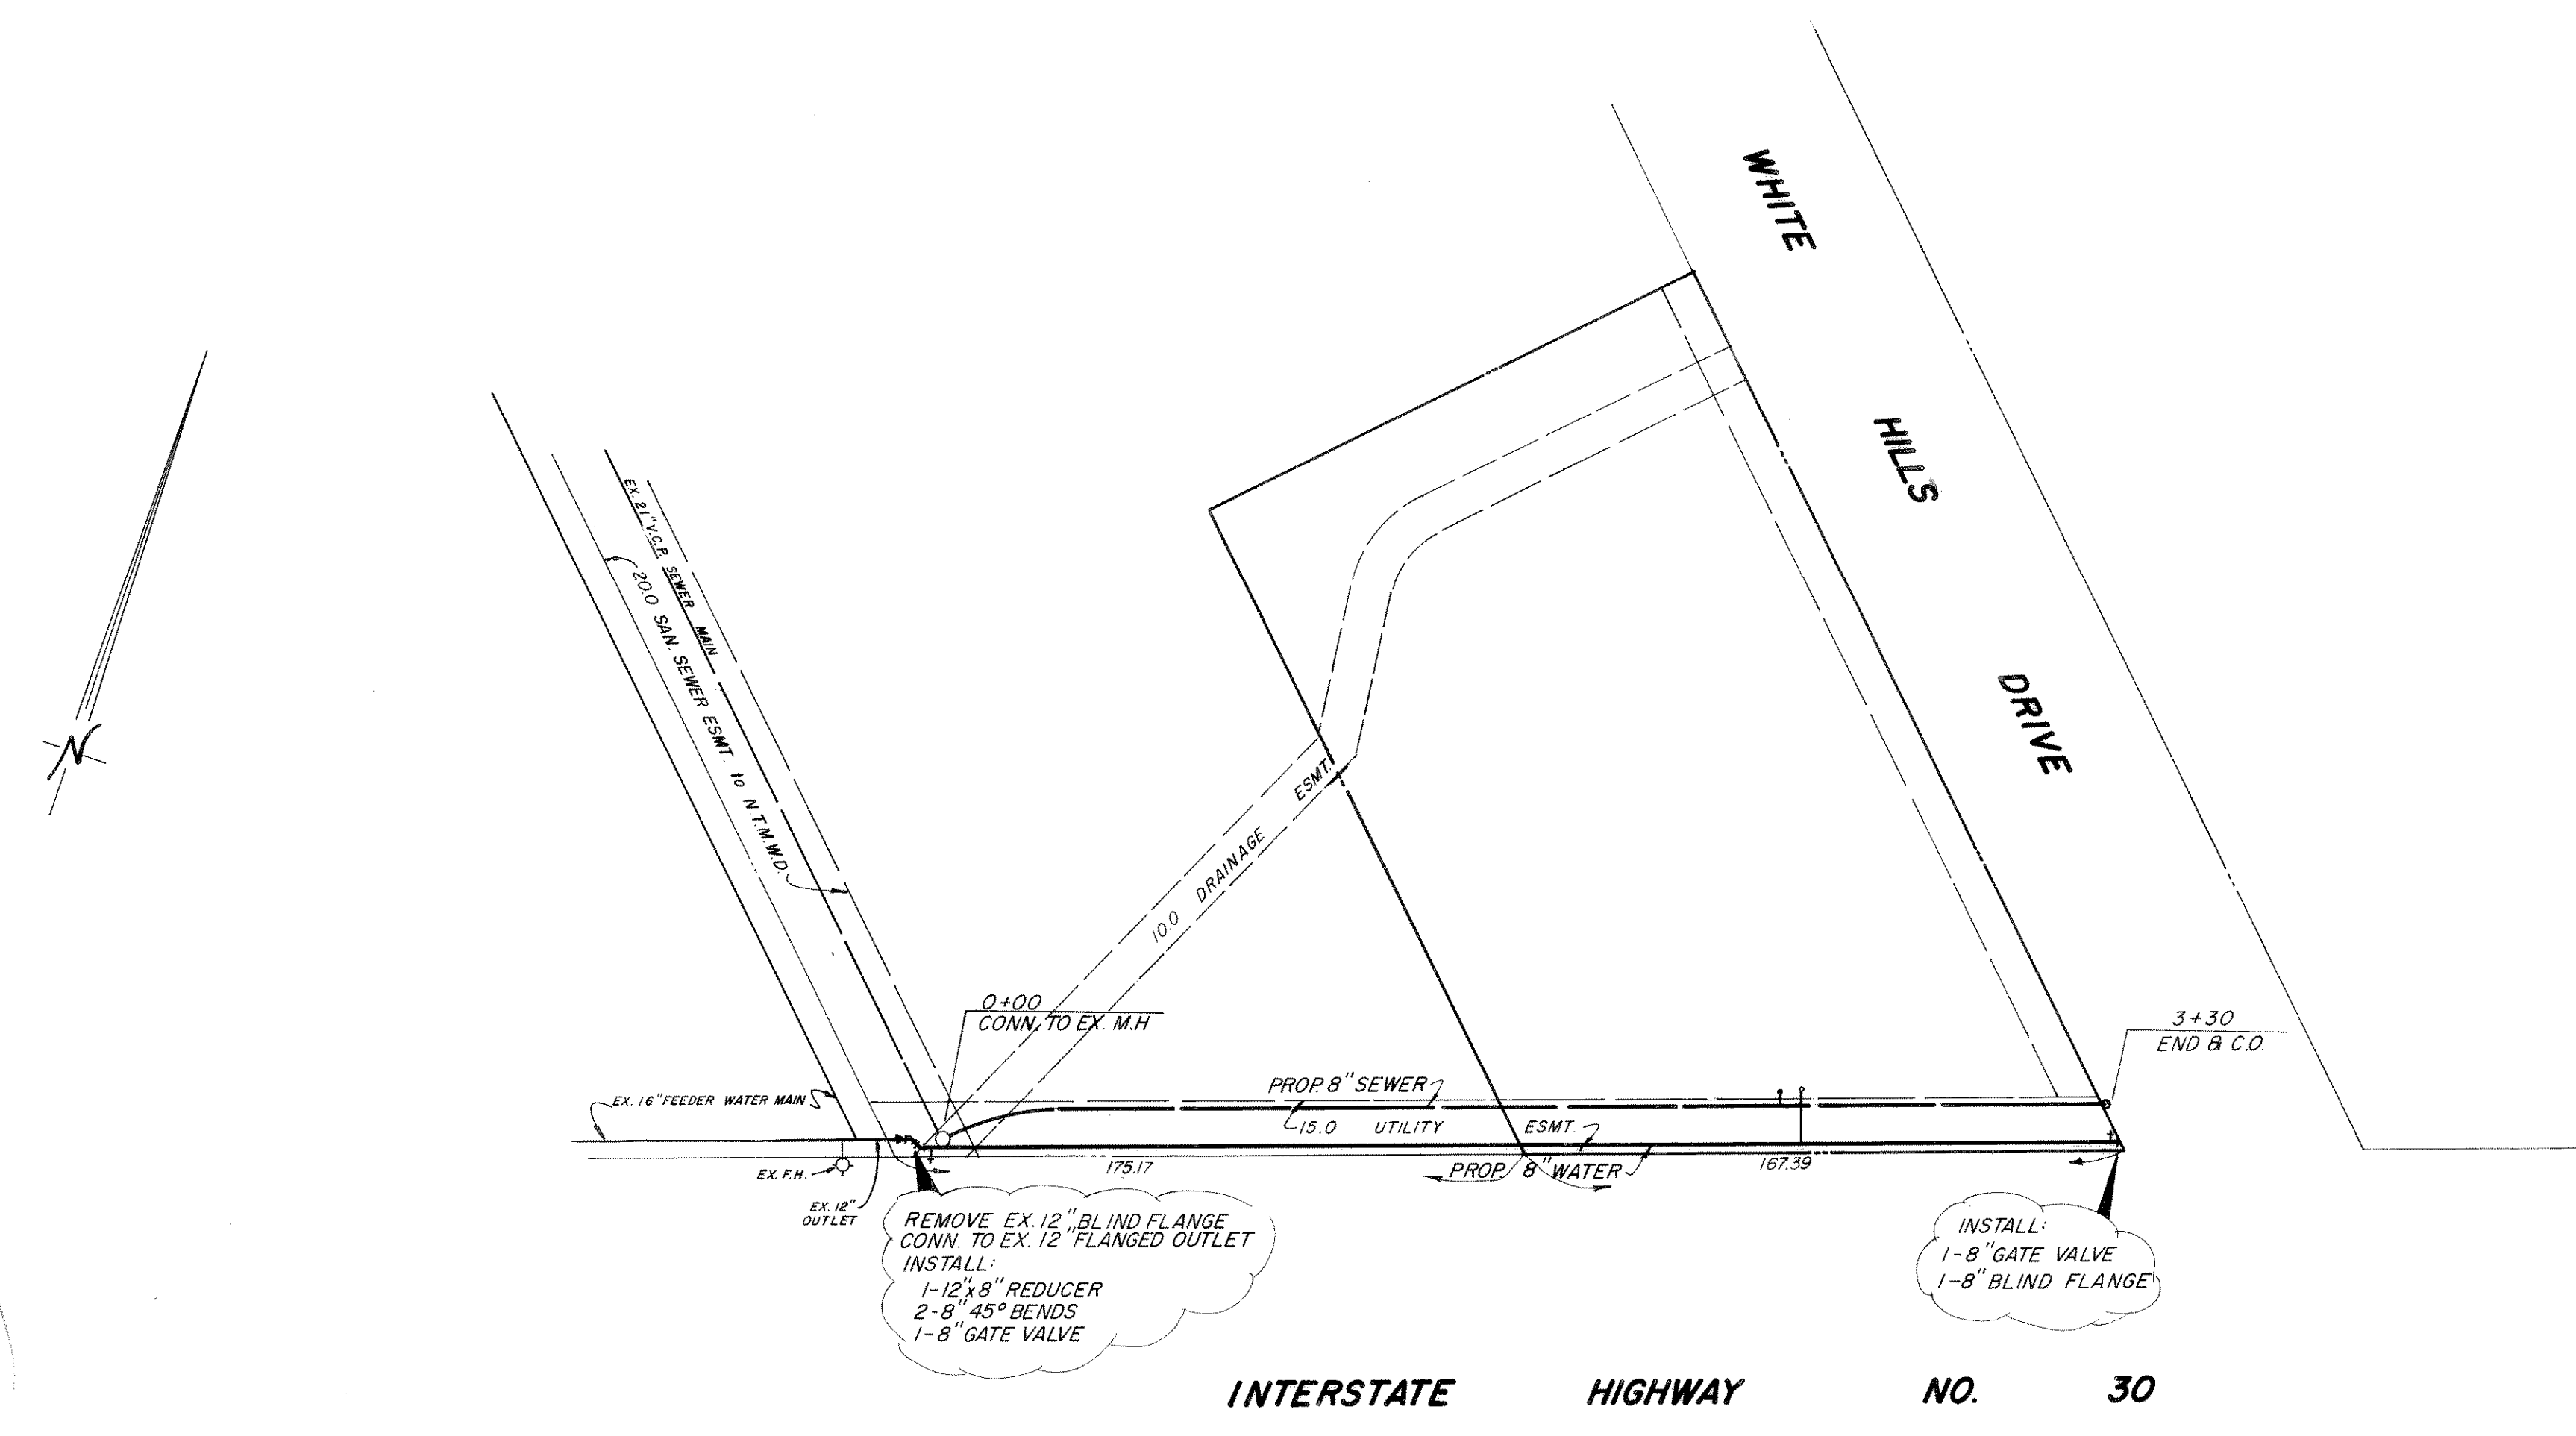 WHITE
HILLS
DRIVE
N
EX. 21" V.C.P. SEWER MAIN
20.0 SAN. SEWER ESMT. to N.T.M.W.D.
10.0 DRAINAGE ESMT.
0+00
CONN. TO EX. M.H
3+30
END & C.O.
PROP. 8" SEWER
EX. 16" FEEDER WATER MAIN
15.0 UTILITY ESMT.
175.17
PROP. 8" WATER
167.39
EX. F.H.
EX. 12"
OUTLET
REMOVE EX. 12" BLIND FLANGE
CONN. TO EX. 12" FLANGED OUTLET
INSTALL:
1-12"x8" REDUCER
2-8" 45° BENDS
1-8" GATE VALVE
INSTALL:
1-8" GATE VALVE
1-8" BLIND FLANGE
INTERSTATE HIGHWAY NO. 30